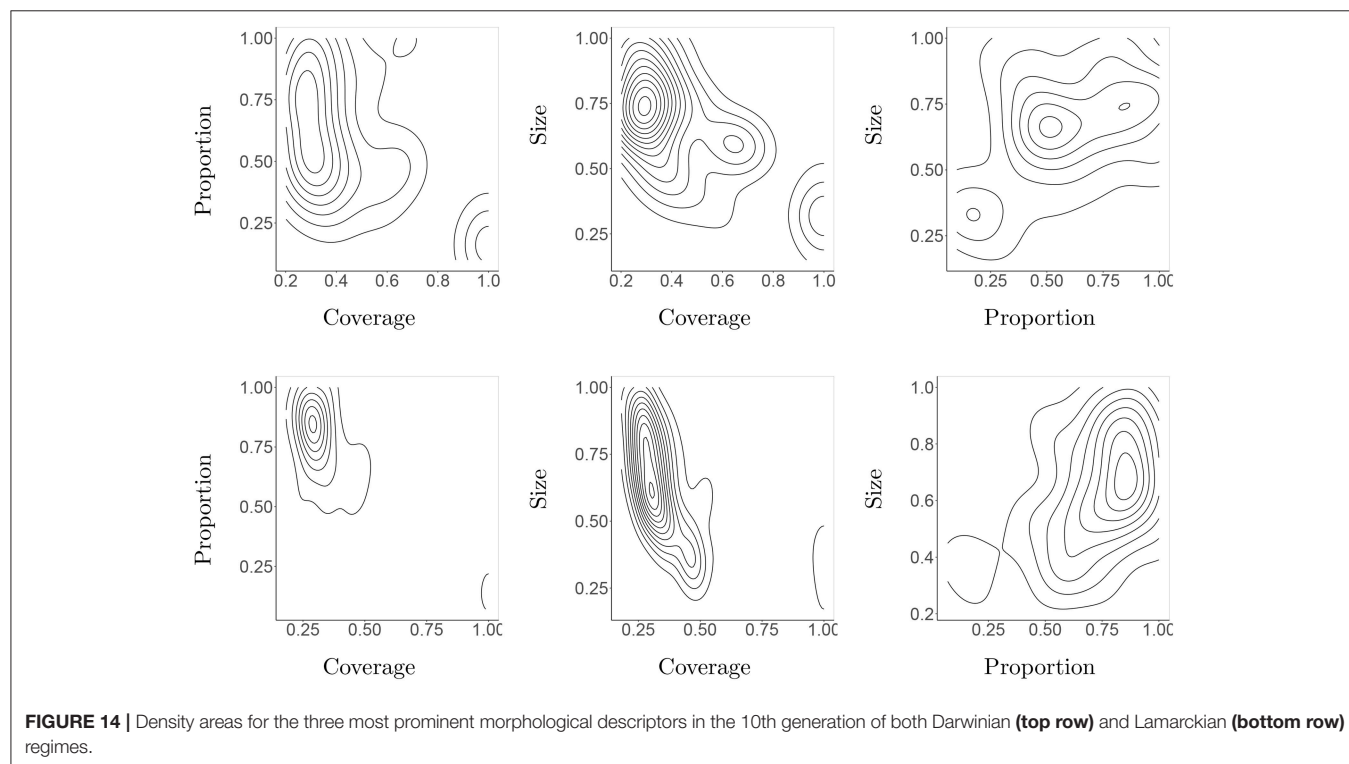 1.00
0.75
0.50
0.25
Proportion
0.2 0.4 0.6 0.8 1.0
Coverage
1.00
0.75
0.50
0.25
Size
0.2 0.4 0.6 0.8 1.0
Coverage
1.00
0.75
0.50
0.25
Size
0.25 0.50 0.75 1.00
Proportion
1.00
0.75
0.50
0.25
Proportion
0.25 0.50 0.75 1.00
Coverage
1.00
0.75
0.50
0.25
Size
0.25 0.50 0.75 1.00
Coverage
1.0
0.8
0.6
0.4
0.2
Size
0.25 0.50 0.75 1.00
Proportion
FIGURE 14 | Density areas for the three most prominent morphological descriptors in the 10th generation of both Darwinian (top row) and Lamarckian (bottom row)
regimes.